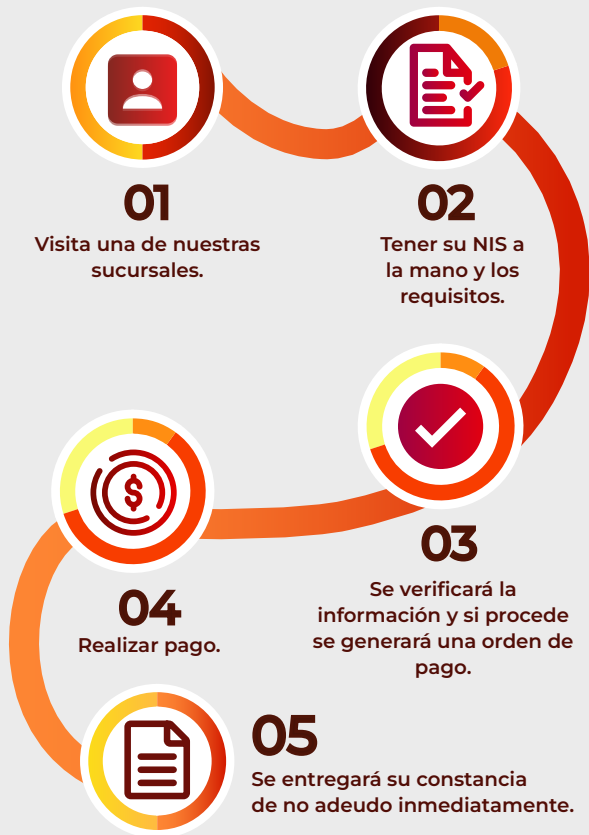 01
Visita una de nuestras
sucursales.
02
Tener su NIS a
la mano y los
requisitos.
03
Se verificará la
información y si procede
se generará una orden de
pago.
04
Realizar pago.
05
Se entregará su constancia
de no adeudo inmediatamente.